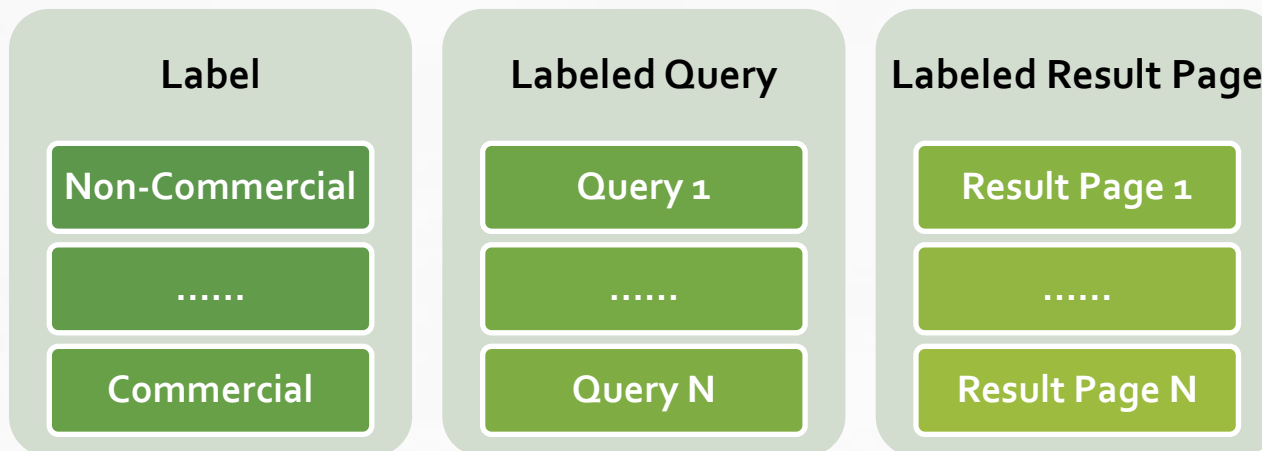 Label
Non-Commercial
......
Commercial
Labeled Query
Query 1
......
Query N
Labeled Result Page
Result Page 1
......
Result Page N